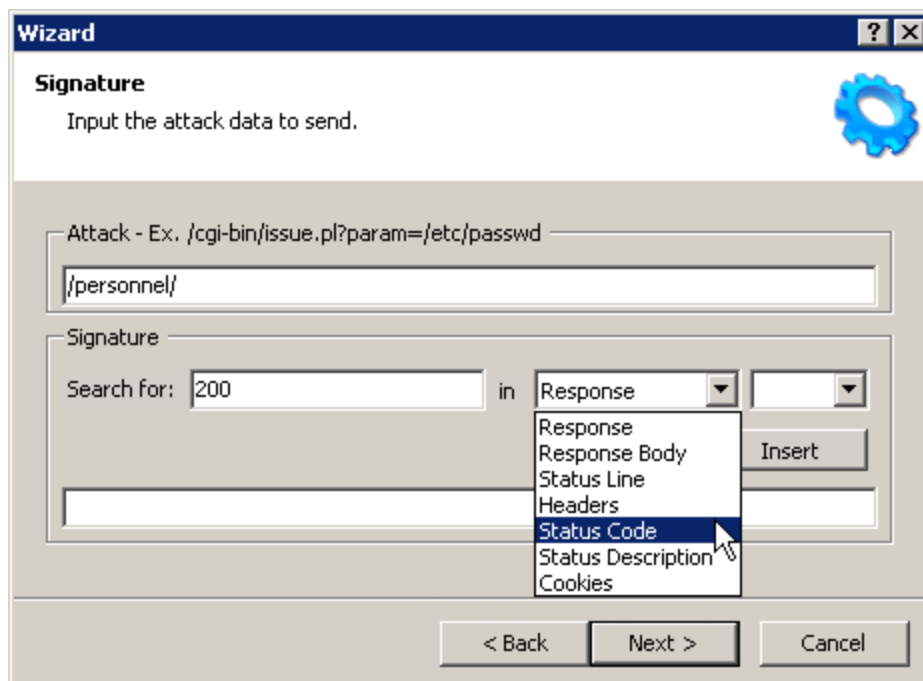 Wizard
Signature
Input the attack data to send.
Attack - Ex. /cgi-bin/issue.pl?param=/etc/passwd
/personnel/
Signature
Search for: 200 in Response
Response
Response Body
Insert
Status Line
Headers
Status Code
Status Description
Cookies
< Back Next > Cancel